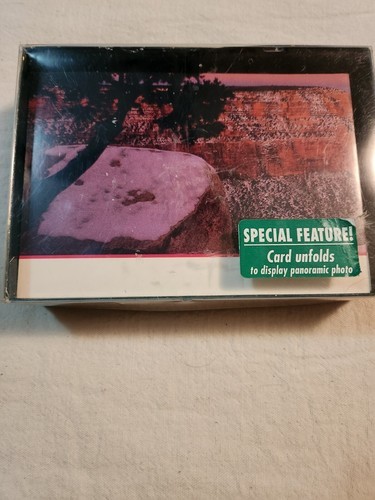 SPECIAL FEATURE!
Card unfolds
to display panoramic photo